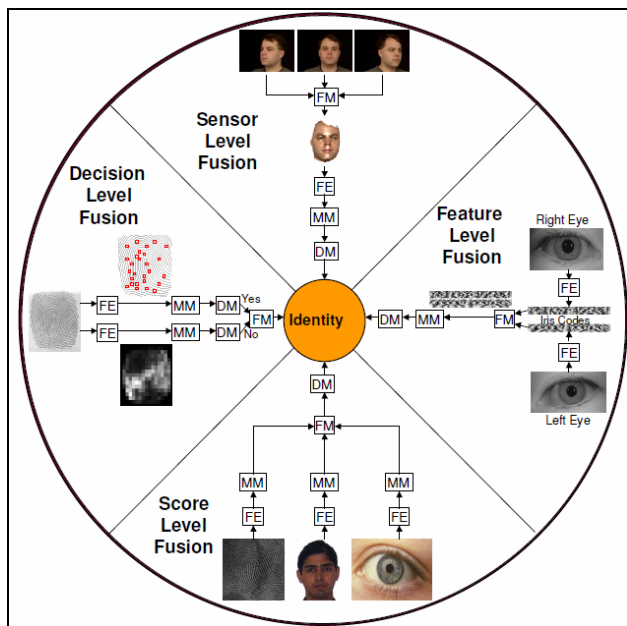 FM
Sensor
Level
Fusion
FE
MM
DM
Decision
Level
Fusion
FE
MM
DM
Yes
FE
MM
DM
No
FM
Identity
Feature
Level
Fusion
Right Eye
FE
Iris Codes
DM
MM
FM
FE
Left Eye
DM
FM
MM
MM
MM
FE
FE
FE
Score
Level
Fusion